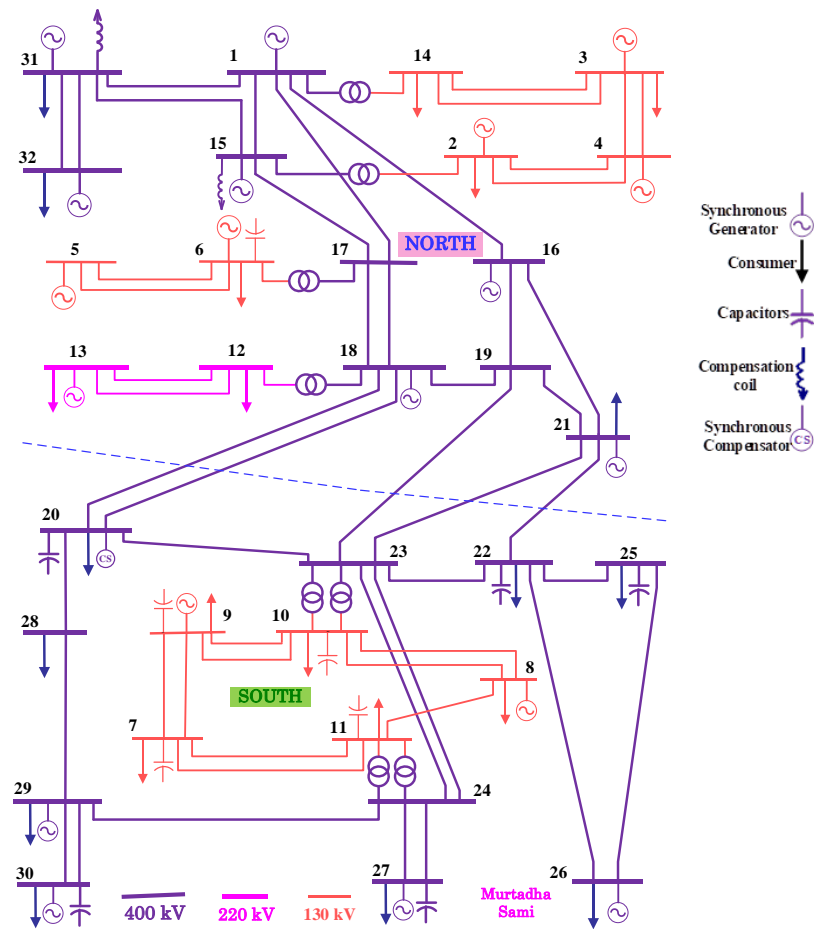 31
1
14
3
32
15
2
4
5
6
17
NORTH
16
13
12
18
19
21
20
CS
23
22
25
28
9
10
8
SOUTH
7
11
29
24
30
27
26
400 kV
220 kV
130 kV
Murtadha
Sami
Synchronous
Generator
Consumer
Capacitors
Compensation
coil
Synchronous
Compensator
CS